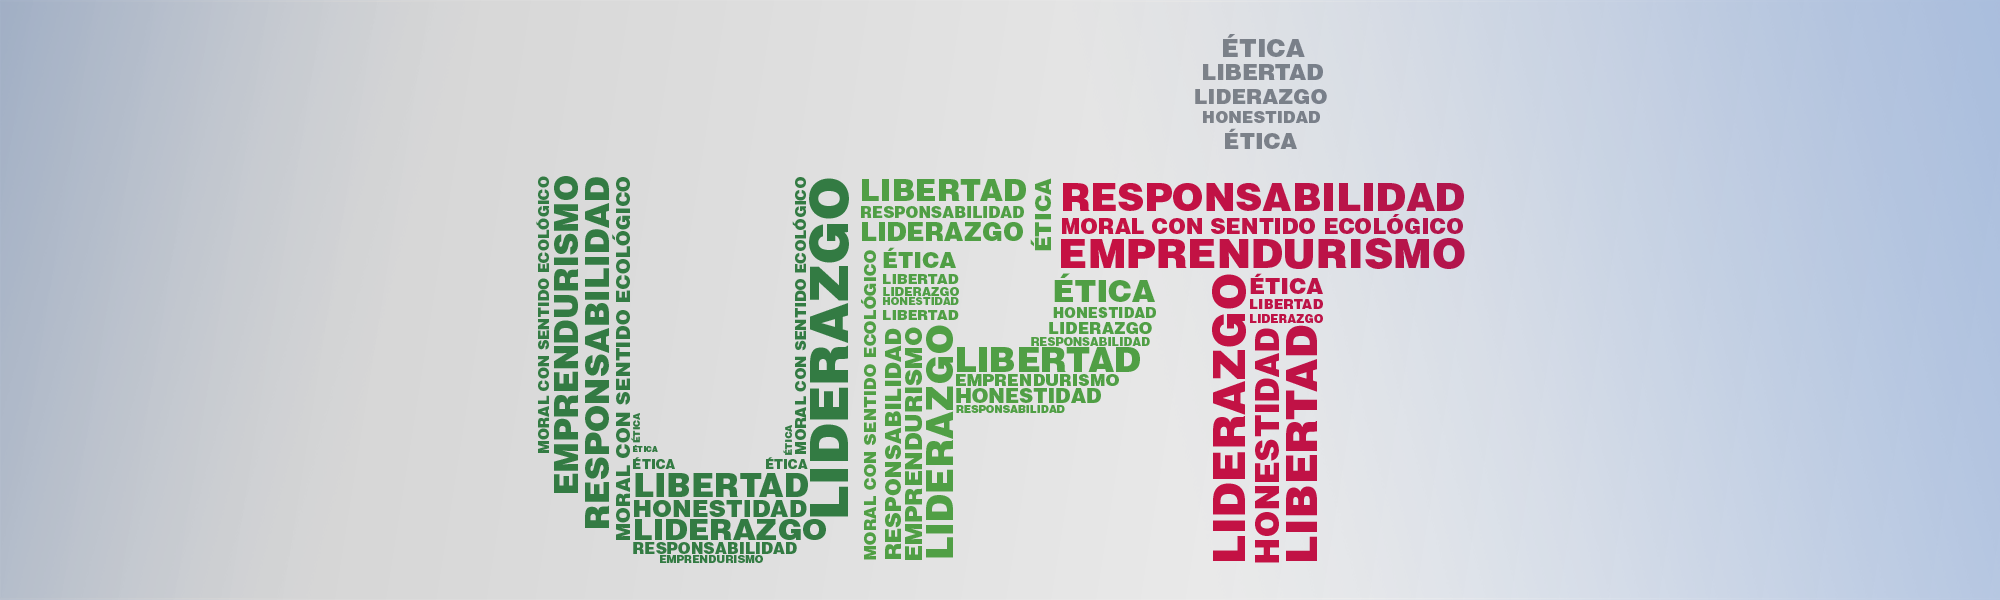 ÉTICA
LIBERTAD
LIDERAZGO
HONESTIDAD
ÉTICA
MORAL CON SENTIDO ECOLÓGICO
EMPRENDURISMO
RESPONSABILIDAD
MORAL CON SENTIDO ECOLÓGICO
ÉTICA
ÉTICA
ÉTICA
ÉTICA
ÉTICA
MORAL CON SENTIDO ECOLÓGICO
LIDERAZGO
LIBERTAD
HONESTIDAD
LIDERAZGO
RESPONSABILIDAD
EMPRENDURISMO
LIBERTAD
RESPONSABILIDAD
LIDERAZGO
ÉTICA
MORAL CON SENTIDO ECOLÓGICO
ÉTICA
LIBERTAD
LIDERAZGO
HONESTIDAD
LIBERTAD
RESPONSABILIDAD
EMPRENDURISMO
LIDERAZGO
ÉTICA
HONESTIDAD
LIDERAZGO
RESPONSABILIDAD
LIBERTAD
EMPRENDURISMO
HONESTIDAD
RESPONSABILIDAD
RESPONSABILIDAD
MORAL CON SENTIDO ECOLÓGICO
EMPRENDURISMO
LIDERAZGO
ÉTICA
LIBERTAD
LIDERAZGO
HONESTIDAD
LIBERTAD